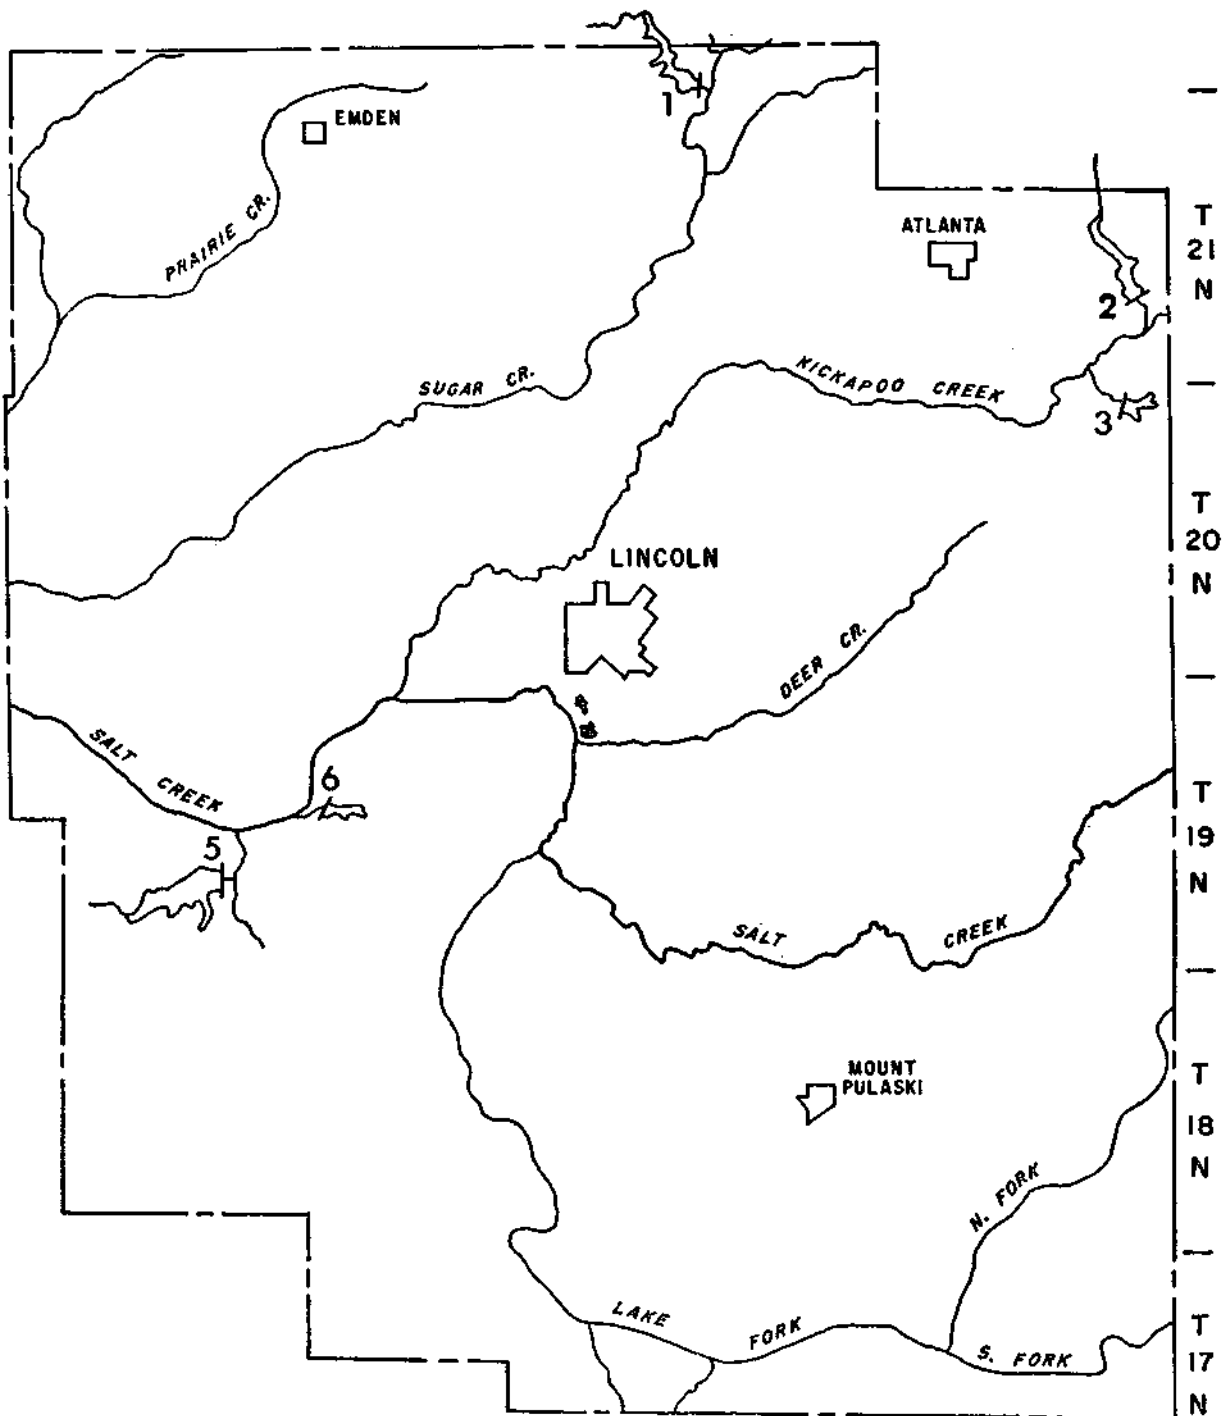 1
EMDEN
T
21
N
PRAIRIE CR.
ATLANTA
2
SUGAR CR.
KICKAPOO CREEK
3
T
20
N
LINCOLN
DEER CR.
SALT CREEK
6
5
T
19
N
SALT CREEK
MOUNT
PULASKI
T
18
N
N. FORK
LAKE FORK
S. FORK
T
17
N